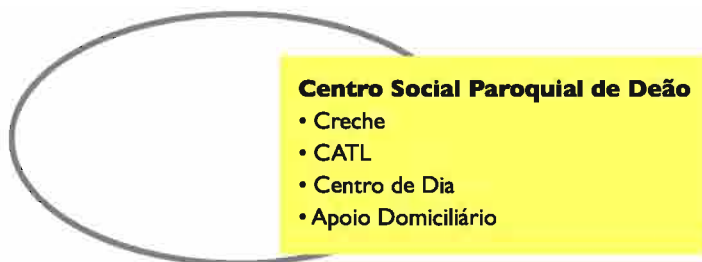 Centro Social Paroquial de Deão
• Creche
• CATL
• Centro de Dia
• Apoio Domiciliário